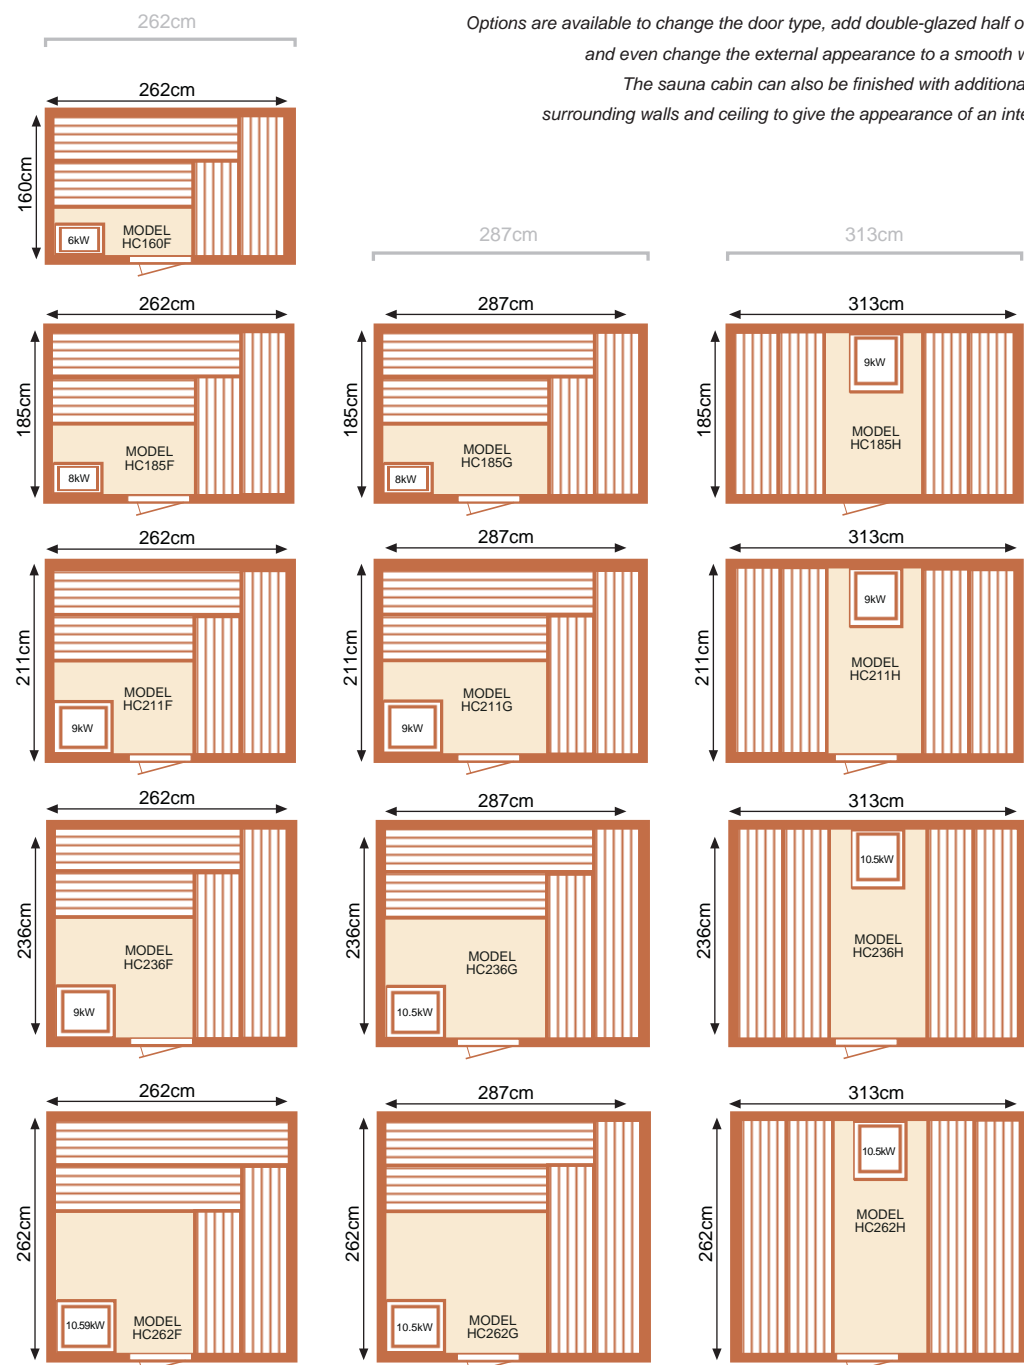 262cm
Options are available to change the door type, add double-glazed half
and even change the external appearance to a smooth
The sauna cabin can also be finished with
surrounding walls and ceiling to give the appearance of an
262cm
160cm
6kW
MODEL
HC160F
287cm
313cm
262cm
185cm
8kW
MODEL
HC185F
287cm
185cm
8kW
MODEL
HC185G
313cm
185cm
9kW
MODEL
HC185H
262cm
211cm
9kW
MODEL
HC211F
287cm
211cm
9kW
MODEL
HC211G
313cm
211cm
9kW
MODEL
HC211H
262cm
236cm
9kW
MODEL
HC236F
287cm
236cm
10.5kW
MODEL
HC236G
313cm
236cm
10.5kW
MODEL
HC236H
262cm
262cm
10.59kW
MODEL
HC262F
287cm
262cm
10.5kW
MODEL
HC262G
313cm
262cm
10.5kW
MODEL
HC262H